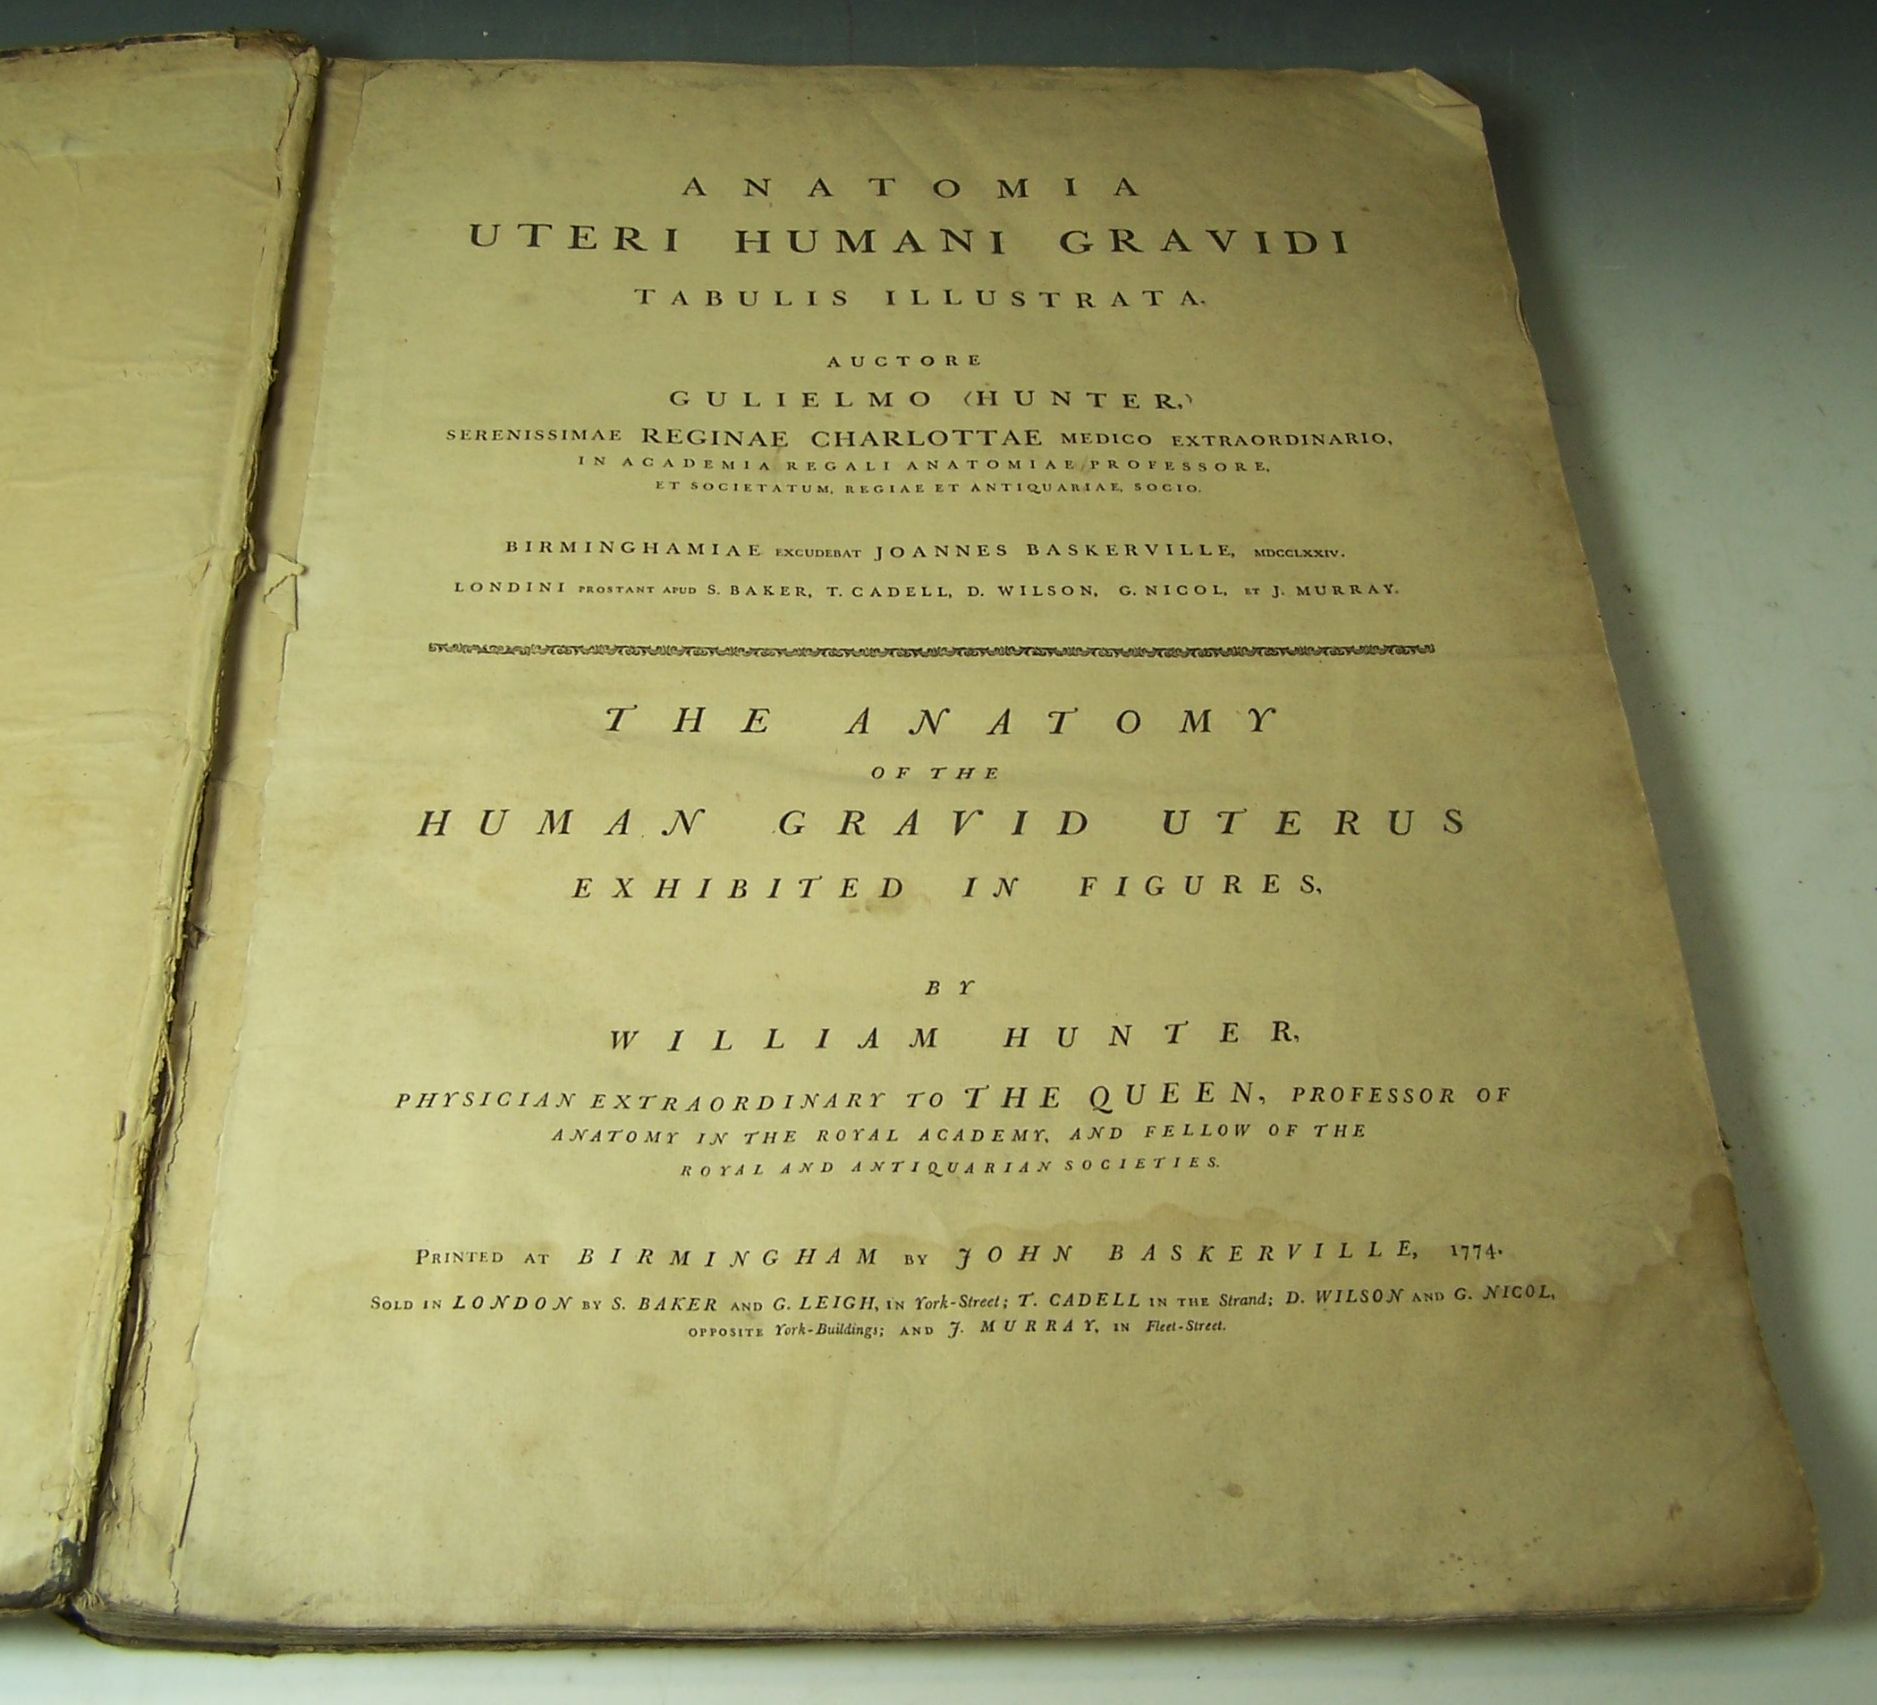 ANATOMIA
UTERI HUMANI GRAVIDI
TABULIS ILLUSTRATA.
AUCTORE
GULIELMO (HUNTER,)
SERENISSIMAE REGINAE CHARLOTTAE MEDICO EXTRAORDINARIO,
IN ACADEMIA REGALI ANATOMIAE PROFESSORE,
ET SOCIETATUM, REGIAE ET ANTIQUARIAE, SOCIO.
BIRMINGHAMIAE EXCUDEBAT JOANNES BASKERVILLE, MDCCLXXIV.
LONDINI PROSTANT APUD S. BAKER, T. CADELL, D. WILSON, G. NICOL, ET J. MURRAY.
THE ANATOMY
OF THE
HUMAN GRAVID UTERUS
EXHIBITED IN FIGURES,
BY
WILLIAM HUNTER,
PHYSICIAN EXTRAORDINARY TO THE QUEEN, PROFESSOR OF
ANATOMY IN THE ROYAL ACADEMY, AND FELLOW OF THE
ROYAL AND ANTIQUARIAN SOCIETIES.
PRINTED AT BIRMINGHAM BY JOHN BASKERVILLE, 1774.
SOLD IN LONDON BY S. BAKER AND G. LEIGH, IN York-Street; T. CADELL IN THE Strand; D. WILSON AND G. NICOL,
OPPOSITE York-Buildings; AND J. MURRAY, IN Fleet-Street.